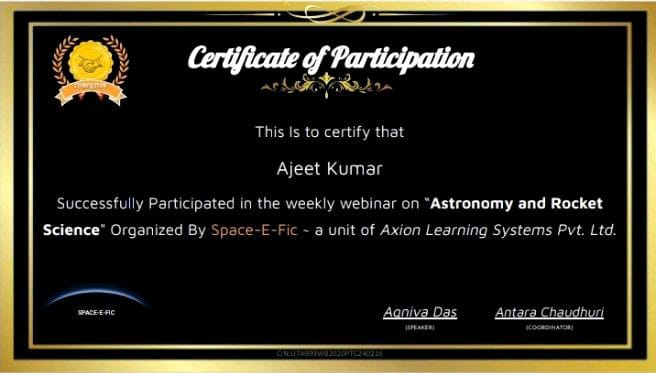 Certificate of Participation
COMPLETION
This Is to certify that
Ajeet Kumar
Successfully Participated in the weekly webinar on “Astronomy and Rocket
Science" Organized By Space-E-Fic ~ a unit of Axion Learning Systems Pvt. Ltd.
SPACE-E-FIC
Agniva Das
(SPEAKER)
Antara Chaudhuri
(COORDINATOR)
CIN:U74999WB2020PTC240216